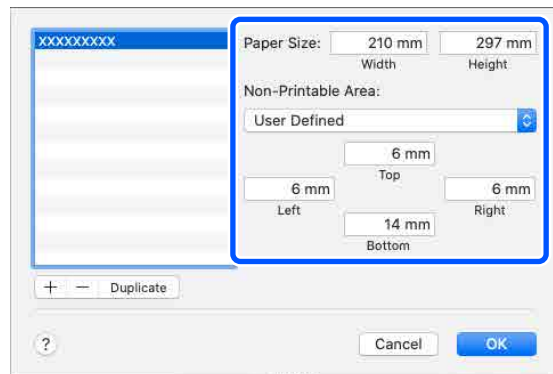 XXXXXXXXX
Paper Size: 210 mm 297 mm
Width Height
Non-Printable Area:
User Defined
6 mm
Top
6 mm 6 mm
Left Right
14 mm
Bottom
+ − Duplicate
? Cancel OK